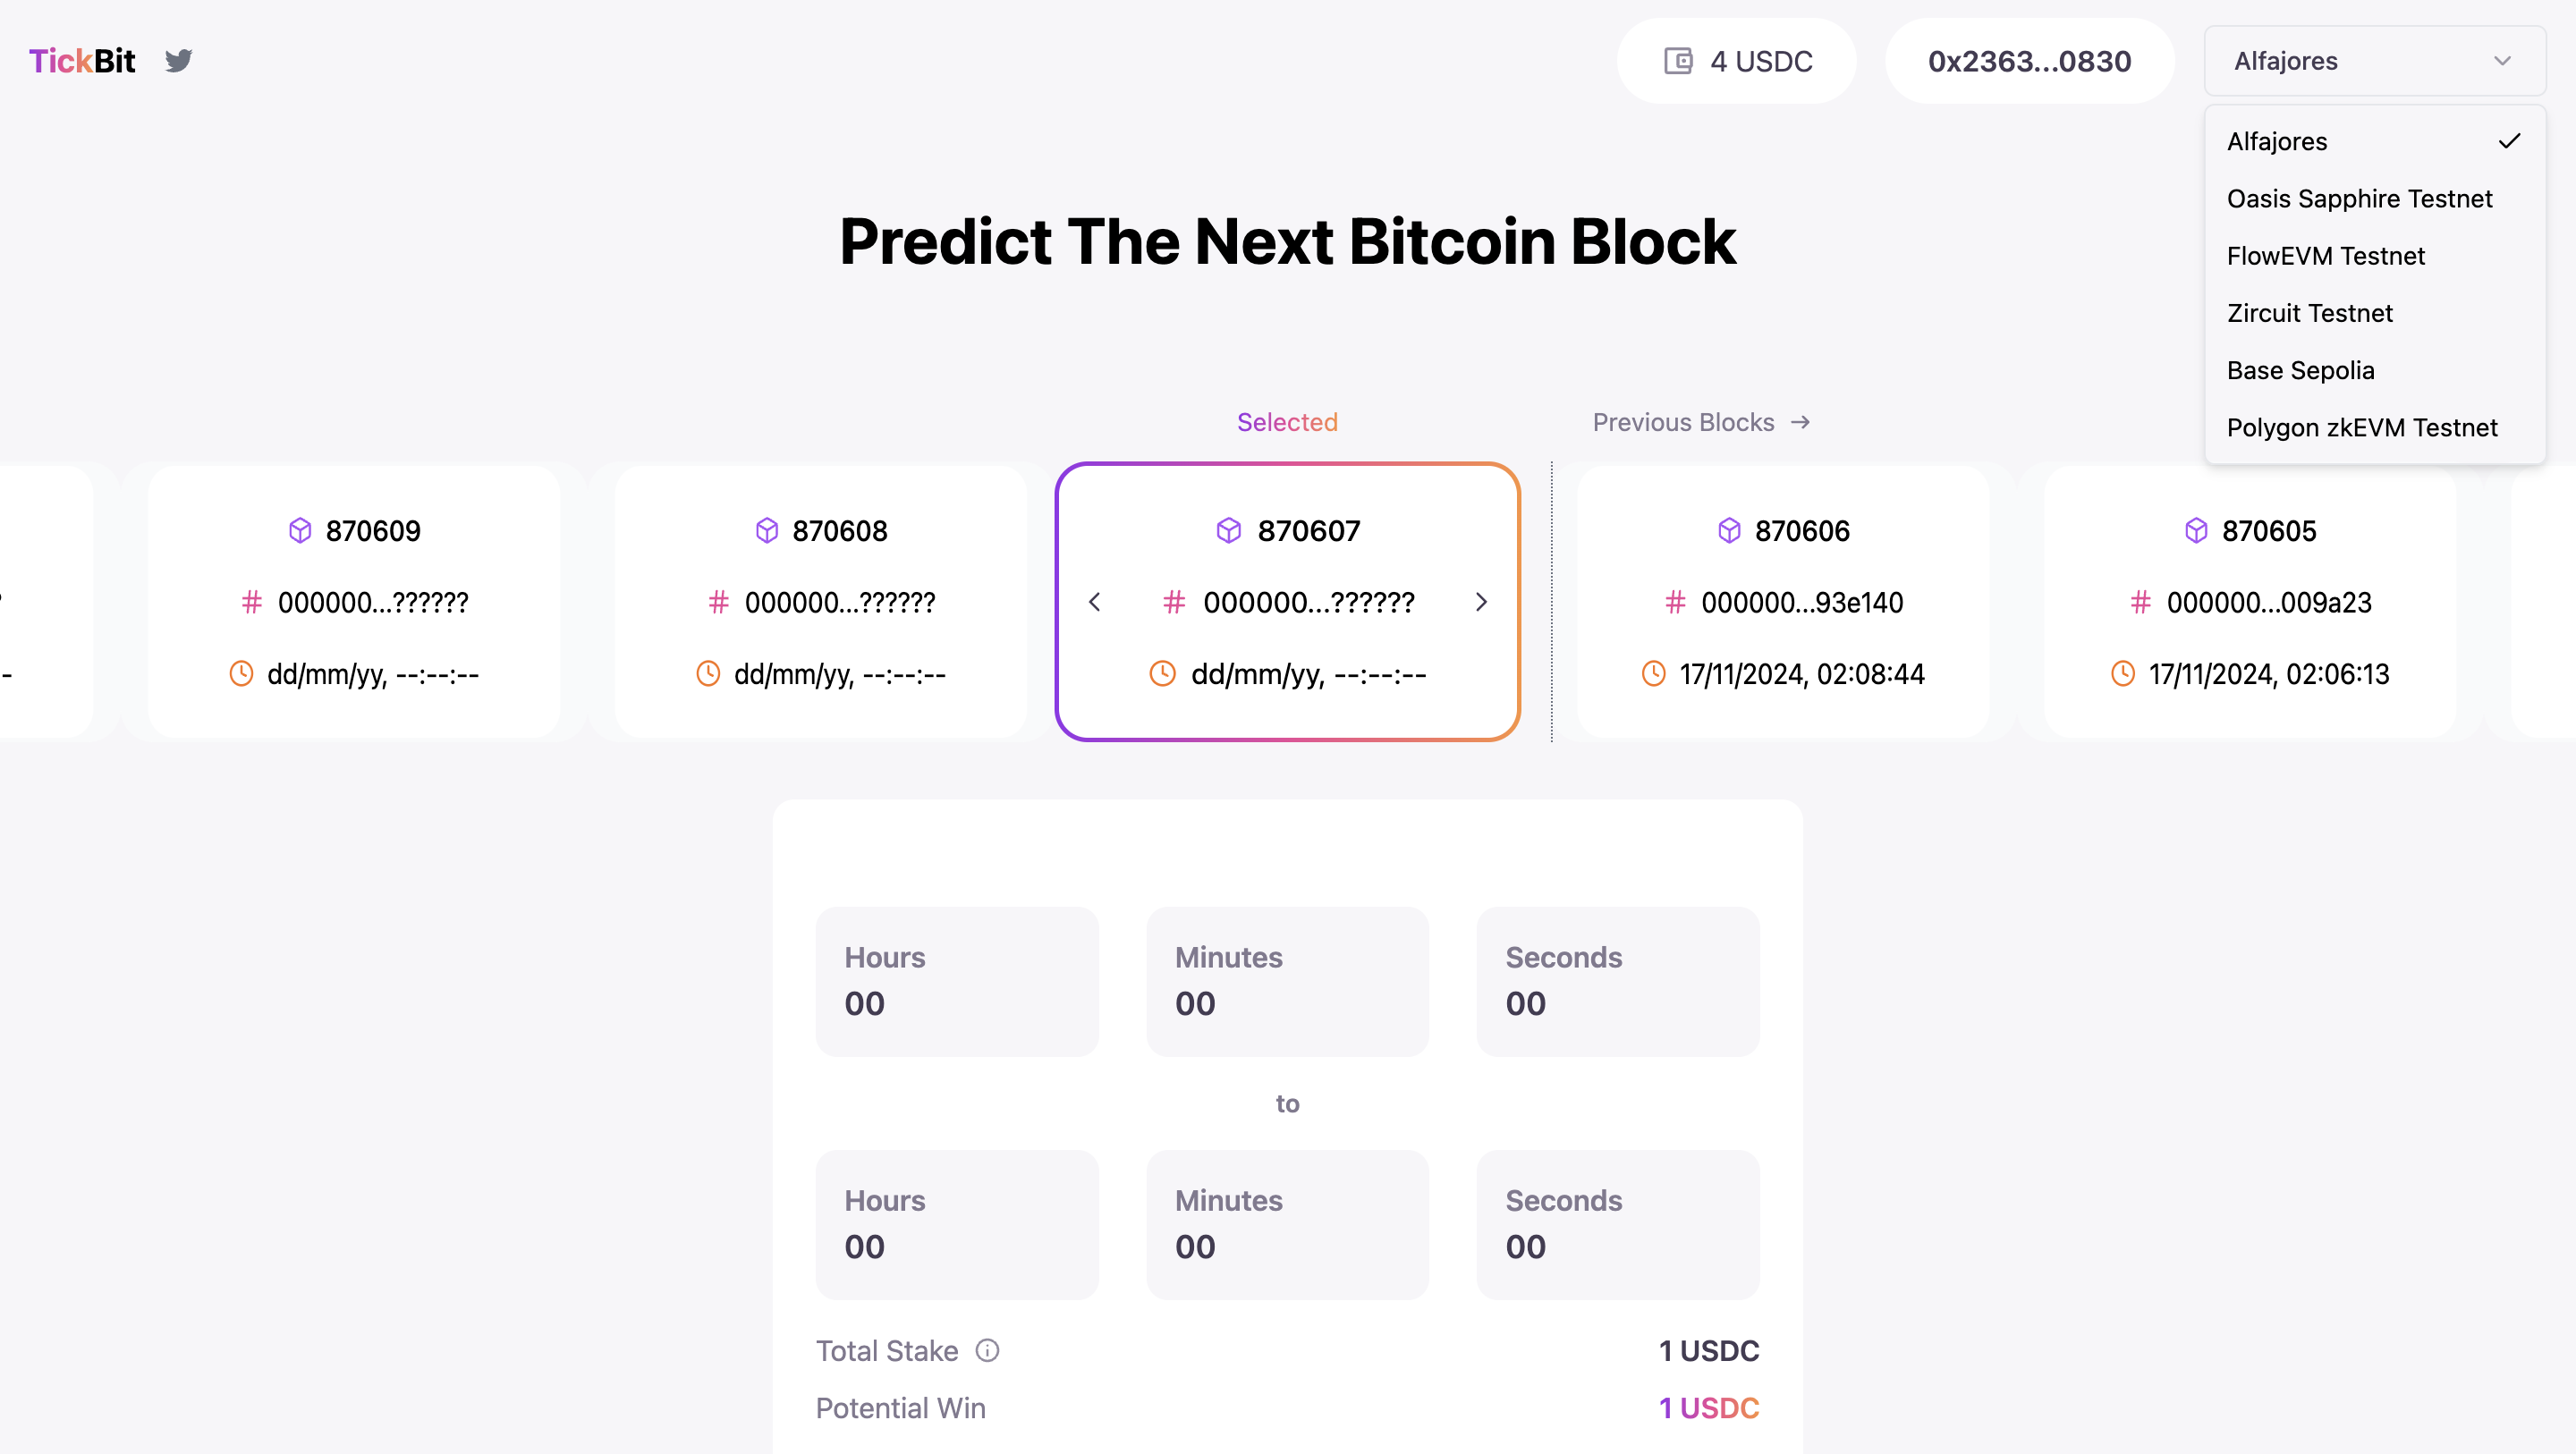 TickBit
4 USDC
0x2363...0830
Alfajores
Alfajores
Oasis Sapphire Testnet
FlowEVM Testnet
Zircuit Testnet
Base Sepolia
Polygon zkEVM Testnet
Predict The Next Bitcoin Block
Selected
Previous Blocks →
870609
# 000000...??????
dd/mm/yy, --:--:--
870608
# 000000...??????
dd/mm/yy, --:--:--
870607
# 000000...??????
dd/mm/yy, --:--:--
870606
# 000000...93e140
17/11/2024, 02:08:44
870605
# 000000...009a23
17/11/2024, 02:06:13
Hours
00
Minutes
00
Seconds
00
to
Hours
00
Minutes
00
Seconds
00
Total Stake
1 USDC
Potential Win
1 USDC